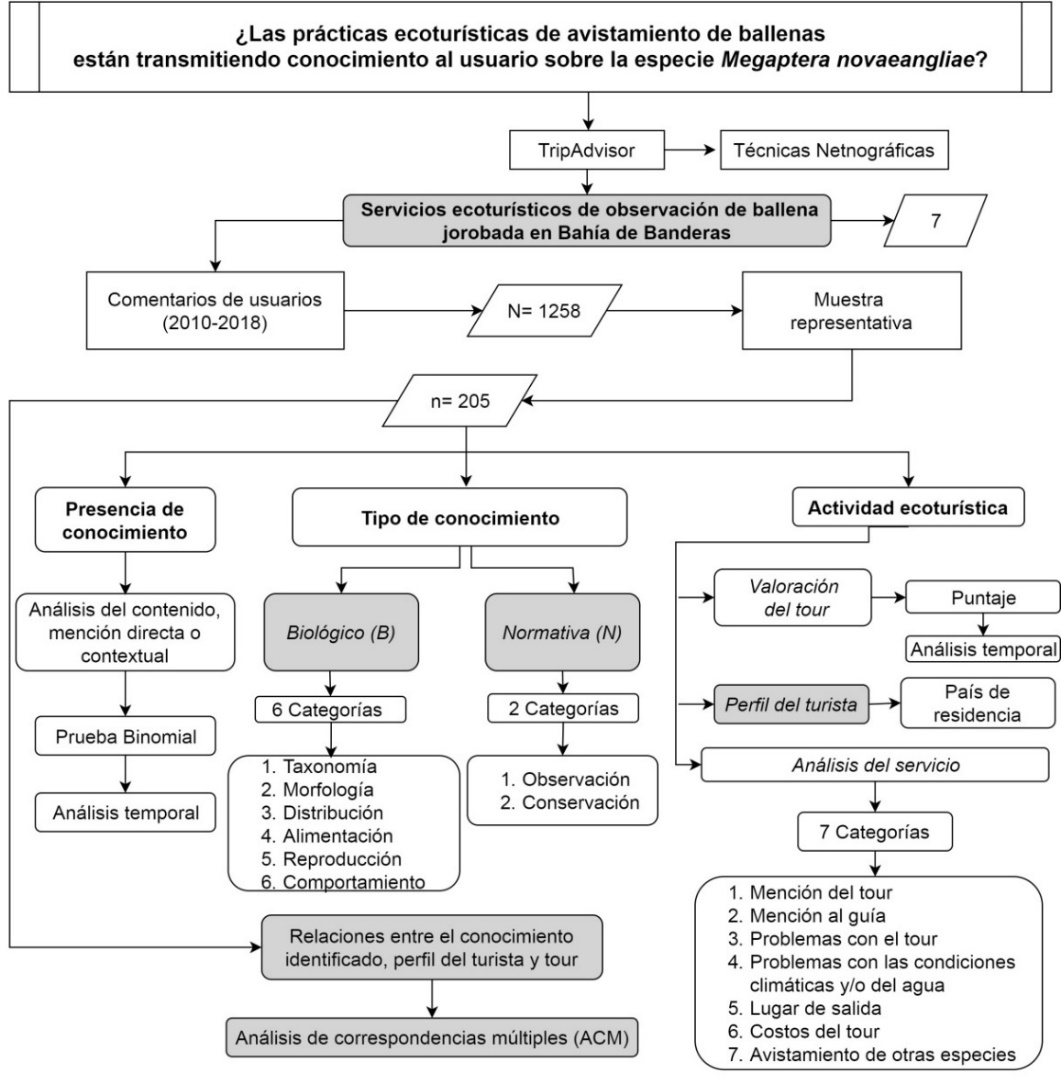 ¿Las prácticas ecoturísticas de avistamiento de ballenas
están transmitiendo conocimiento al usuario sobre la especie Megaptera novaeangliae?
TripAdvisor
Técnicas Netnográficas
Servicios ecoturísticos de observación de ballena
jorobada en Bahía de Banderas
7
Comentarios de usuarios
(2010-2018)
N= 1258
Muestra
representativa
n= 205
Presencia de
conocimiento
Análisis del contenido,
mención directa o
contextual
Prueba Binomial
Análisis temporal
Tipo de conocimiento
Biológico (B)
6 Categorías
1. Taxonomía
2. Morfología
3. Distribución
4. Alimentación
5. Reproducción
6. Comportamiento
Normativa (N)
2 Categorías
1. Observación
2. Conservación
Actividad ecoturística
Valoración
del tour
Puntaje
Análisis temporal
Perfil del turista
País de
residencia
Análisis del servicio
7 Categorías
1. Mención del tour
2. Mención al guía
3. Problemas con el tour
4. Problemas con las condiciones
climáticas y/o del agua
5. Lugar de salida
6. Costos del tour
7. Avistamiento de otras especies
Relaciones entre el conocimiento
identificado, perfil del turista y tour
Análisis de correspondencias múltiples (ACM)